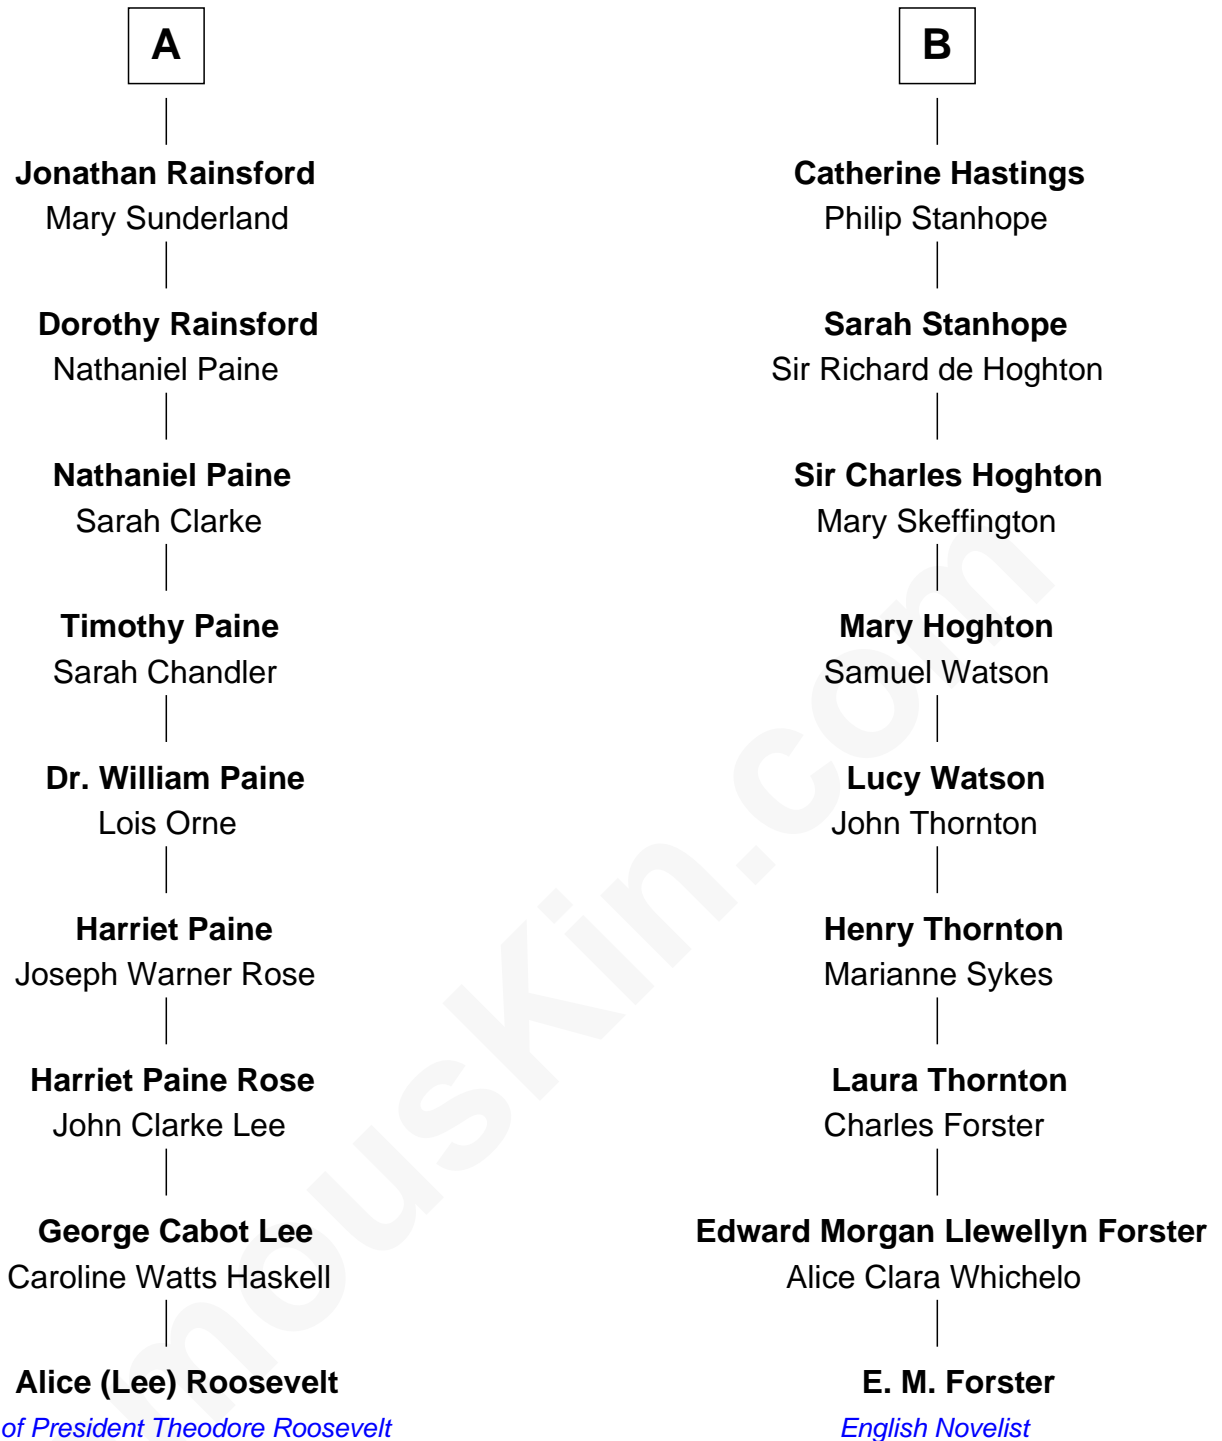 A
Jonathan Rainsford
Mary Sunderland
Dorothy Rainsford
Nathaniel Paine
Nathaniel Paine
Sarah Clarke
Timothy Paine
Sarah Chandler
Dr. William Paine
Lois Orne
Harriet Paine
Joseph Warner Rose
Harriet Paine Rose
John Clarke Lee
George Cabot Lee
Caroline Watts Haskell
Alice (Lee) Roosevelt
of President Theodore Roosevelt
B
Catherine Hastings
Philip Stanhope
Sarah Stanhope
Sir Richard de Hoghton
Sir Charles Hoghton
Mary Skeffington
Mary Hoghton
Samuel Watson
Lucy Watson
John Thornton
Henry Thornton
Marianne Sykes
Laura Thornton
Charles Forster
Edward Morgan Llewellyn Forster
Alice Clara Whichelo
E. M. Forster
English Novelist
mousKin.com